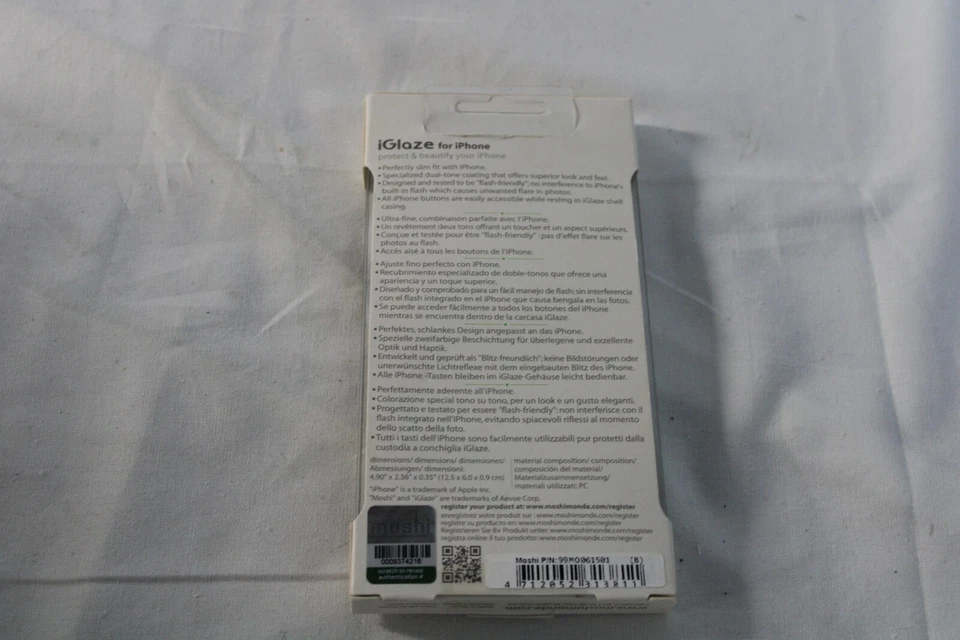 iGlaze for iPhone
protect & beautify your iPhone
• Perfectly slim fit with iPhone.
• Specialized dual-tone coating that offers superior look and feel.
• Designed and tested to be "flash-friendly"; no interference to iPhone's
built-in flash which causes unwanted flare in photos.
• All iPhone buttons are easily accessible while resting in iGlaze shell
casing.
• Ultra-fine, combinaison parfaite avec l'iPhone.
• Un revêtement deux tons offrant un toucher et un aspect supérieurs.
• Conçue et testée pour être "flash-friendly" : pas d'effet flare sur les
photos au flash.
• Accès aisé à tous les boutons de l'iPhone.
• Ajuste fino perfecto con iPhone.
• Recubrimiento especializado de doble-tonos que ofrece una
apariencia y un toque superior.
• Diseñado y comprobado para un fácil manejo de flash; sin interferencia
con el flash integrado en el iPhone que causa bengala en las fotos.
• Se puede acceder fácilmente a todos los botones del iPhone
mientras se encuentra dentro de la carcasa iGlaze.
• Perfektes, schlankes Design angepasst an das iPhone.
• Spezielle zweifarbige Beschichtung für überlegene und exzellente
Optik und Haptik.
• Entwickelt und geprüft als "Blitz-freundlich"; keine Bildstörungen oder
unerwünschte Lichtreflexe mit dem eingebauten Blitz des iPhone.
• Alle iPhone-Tasten bleiben im iGlaze-Gehäuse leicht bedienbar.
• Perfettamente aderente all'iPhone.
• Colorazione special tono su tono, per un look e un gusto eleganti.
• Progettato e testato per essere "flash-friendly": non interferisce con il
flash integrato nell'iPhone, evitando spiacevoli riflessi al momento
dello scatto della foto.
• Tutti i tasti dell'iPhone sono facilmente utilizzabili pur protetti dalla
custodia a conchiglia iGlaze.
dimensions/ dimensions/ dimensiones/
Abmessungen/ dimensioni:
4.90" x 2.36" x 0.35" (12.5 x 6.0 x 0.9 cm)
material composition/ composition/
composición del material/
Materialzusammensetzung/
materiali utilizzati: PC
"iPhone" is a trademark of Apple Inc.
"Moshi" and "iGlaze" are trademarks of Aevoe Corp.
register your product at: www.moshimonde.com/register
enregistrez votre produit sur : www.moshimonde.com/register
registre su producto en: www.moshimonde.com/register
Registrieren Sie Ihr Produkt unter: www.moshimonde.com/register
registra online il tuo prodotto: www.moshimonde.com/register
moshi
0009374216
scratch to reveal
authentication #
Moshi P/N: 99MO061501 (B)
4 712052 313811
www.moshimonde.com